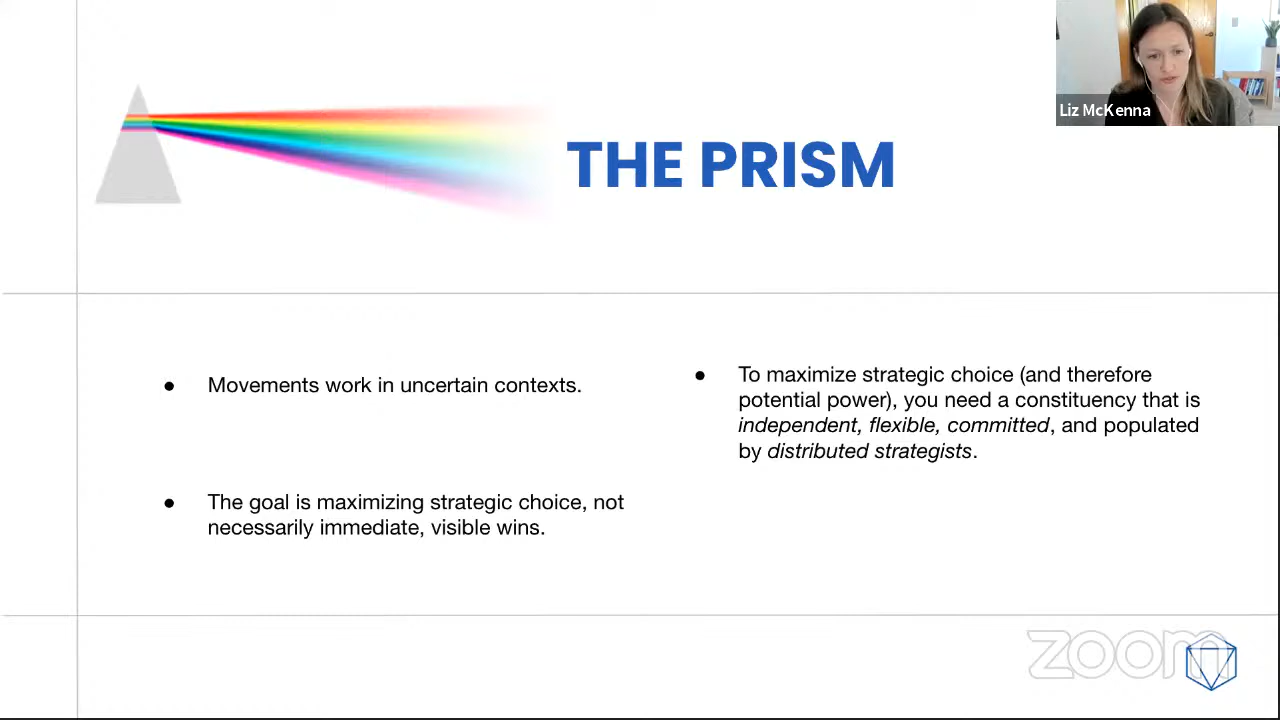 Liz McKenna
THE PRISM
● Movements work in uncertain contexts.
● The goal is maximizing strategic choice, not
necessarily immediate, visible wins.
● To maximize strategic choice (and therefore
potential power), you need a constituency that is
independent, flexible, committed, and populated
by distributed strategists.
zoom